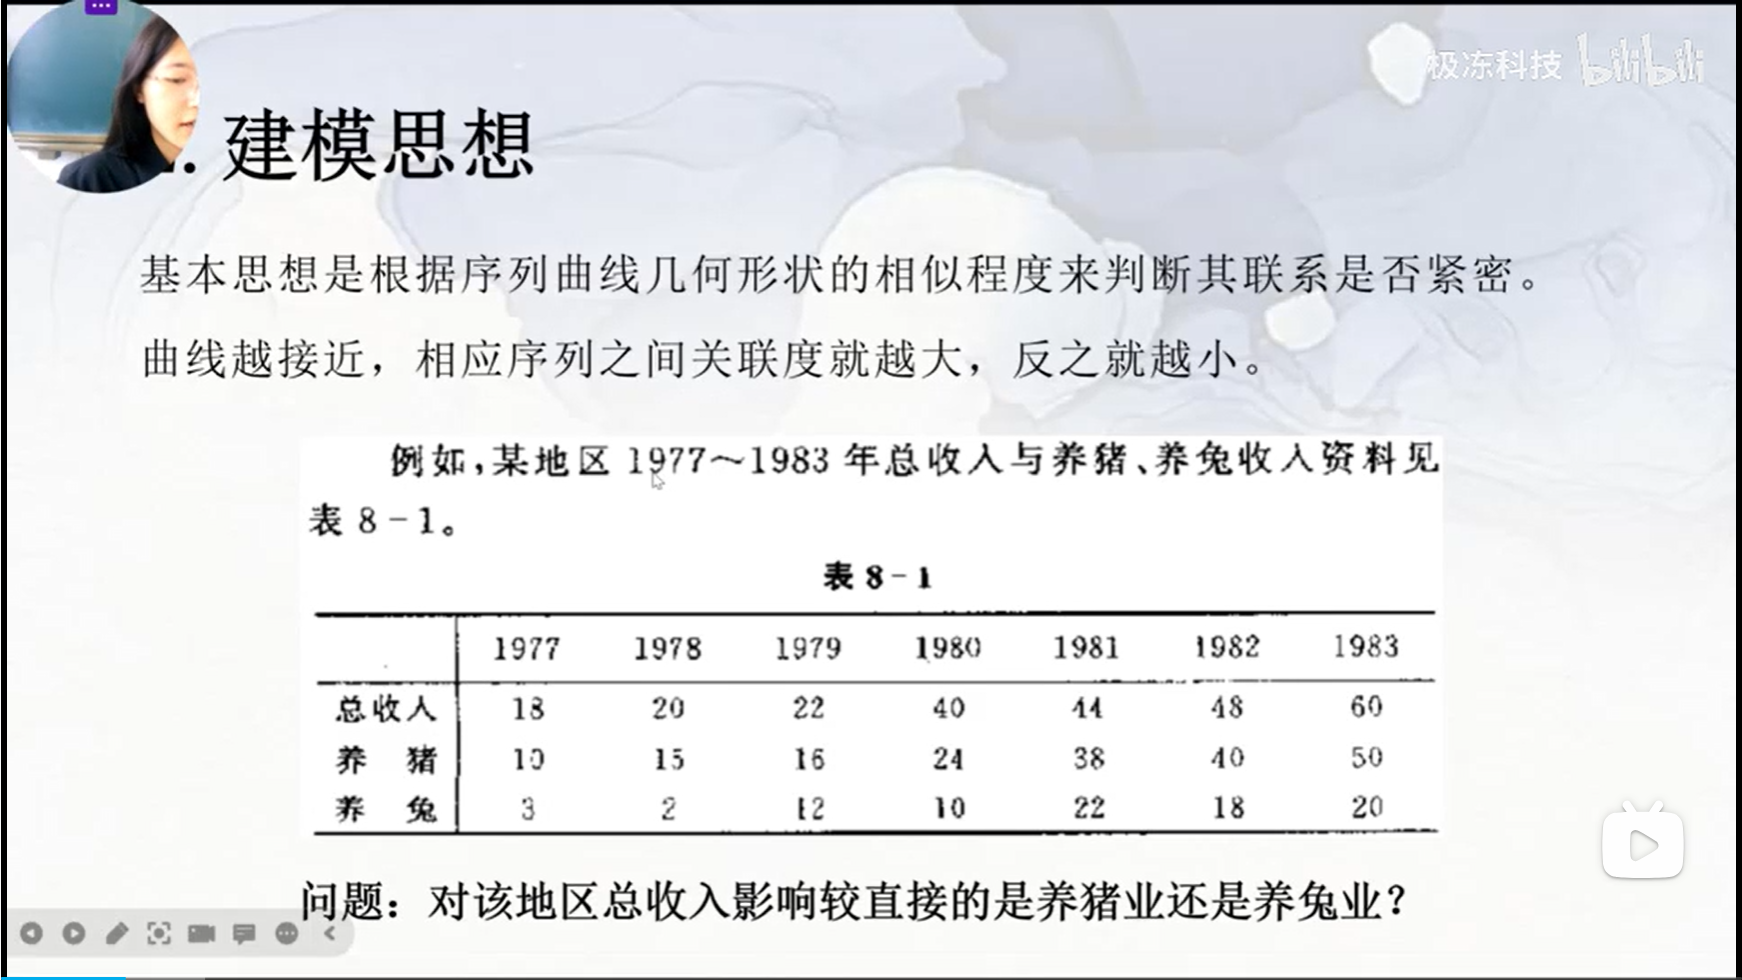 极冻科技 bilibili
. 建模思想
基本思想是根据序列曲线几何形状的相似程度来判断其联系是否紧密。
曲线越接近，相应序列之间关联度就越大，反之就越小。
例如，某地区 1977～1983 年总收入与养猪、养兔收入资料见
表 8-1。
表 8-1
1977 1978 1979 1980 1981 1982 1983
总收入 18 20 22 40 44 48 60
养 猪 10 15 16 24 38 40 50
养 兔 3 2 12 10 22 18 20
问题：对该地区总收入影响较直接的是养猪业还是养兔业？